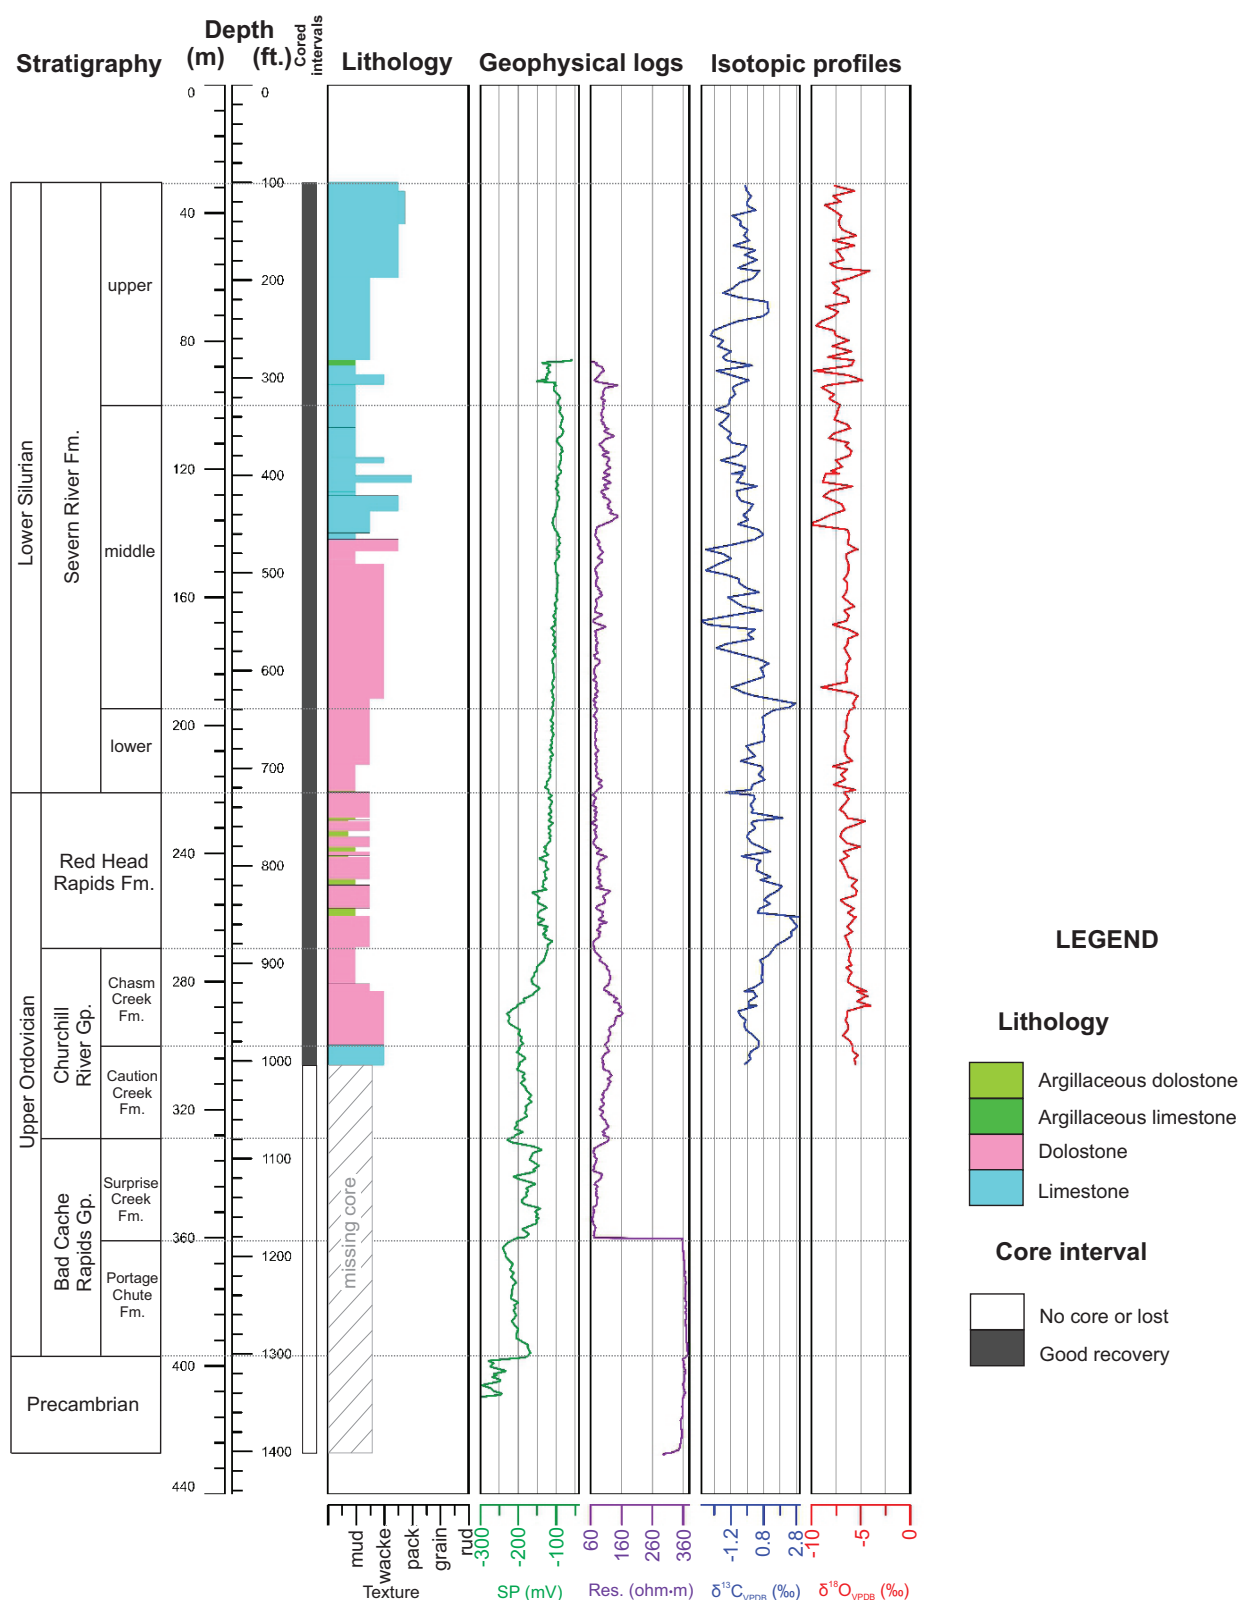 Stratigraphy
Depth
(m)
(ft.)
Cored
intervals
Lithology
Geophysical logs
Isotopic profiles
0
40
80
120
160
200
240
280
320
360
400
440
0
100
200
300
400
500
600
700
800
900
1000
1100
1200
1300
1400
Lower Silurian
Severn River Fm.
upper
middle
lower
Upper Ordovician
Red Head
Rapids Fm.
Churchill
River Gp.
Chasm
Creek
Fm.
Caution
Creek
Fm.
Bad Cache
Rapids Gp.
Surprise
Creek
Fm.
Portage
Chute
Fm.
Precambrian
missing core
mud
wacke
pack
grain
rud
Texture
-300
-200
-100
SP (mV)
60
160
260
360
Res. (ohm·m)
-1.2
0.8
2.8
δ¹³C_VPDB (‰)
-10
-5
0
δ¹⁸O_VPDB (‰)
LEGEND
Lithology
Argillaceous dolostone
Argillaceous limestone
Dolostone
Limestone
Core interval
No core or lost
Good recovery